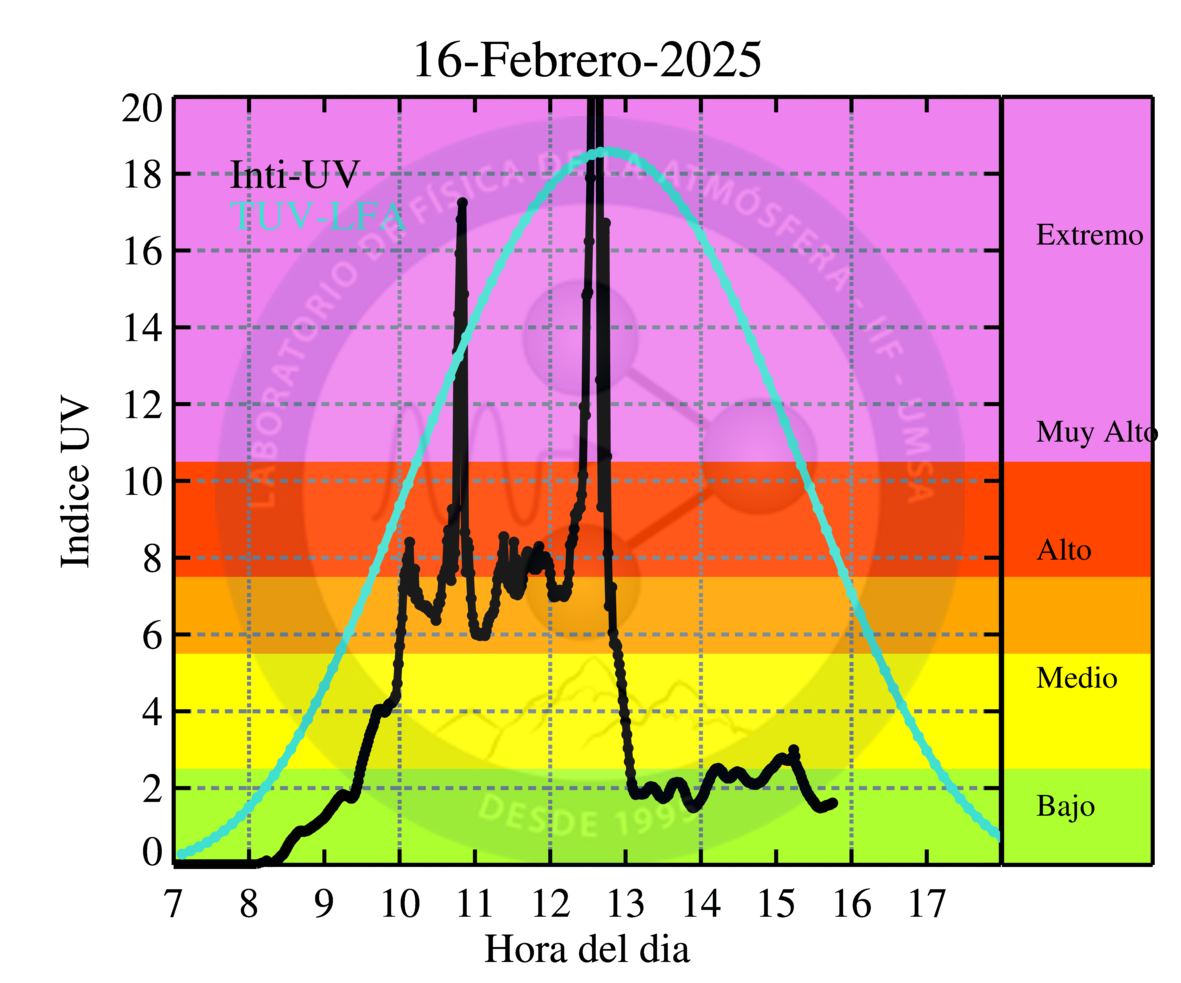 16-Febrero-2025
20
18
16
14
12
10
8
6
4
2
0
Indice UV
Inti-UV
TUV-LFA
LABORATORIO DE FÍSICA DE LA ATMÓSFERA - IIF - UMSA
DESDE 1995
Extremo
Muy Alto
Alto
Medio
Bajo
7 8 9 10 11 12 13 14 15 16 17
Hora del dia